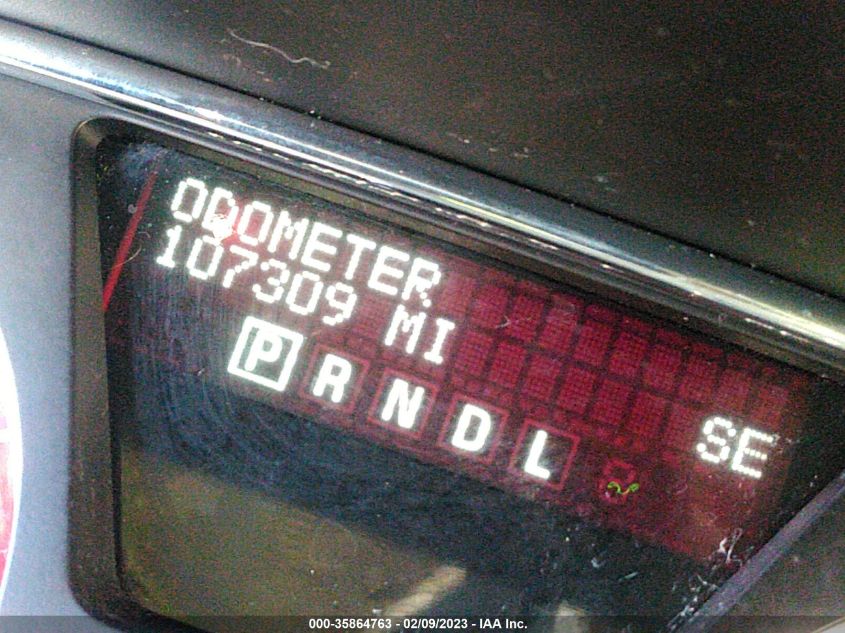 ODOMETER
107309 MI
P R N D L
SE
000-35864763 - 02/09/2023 - IAA Inc.